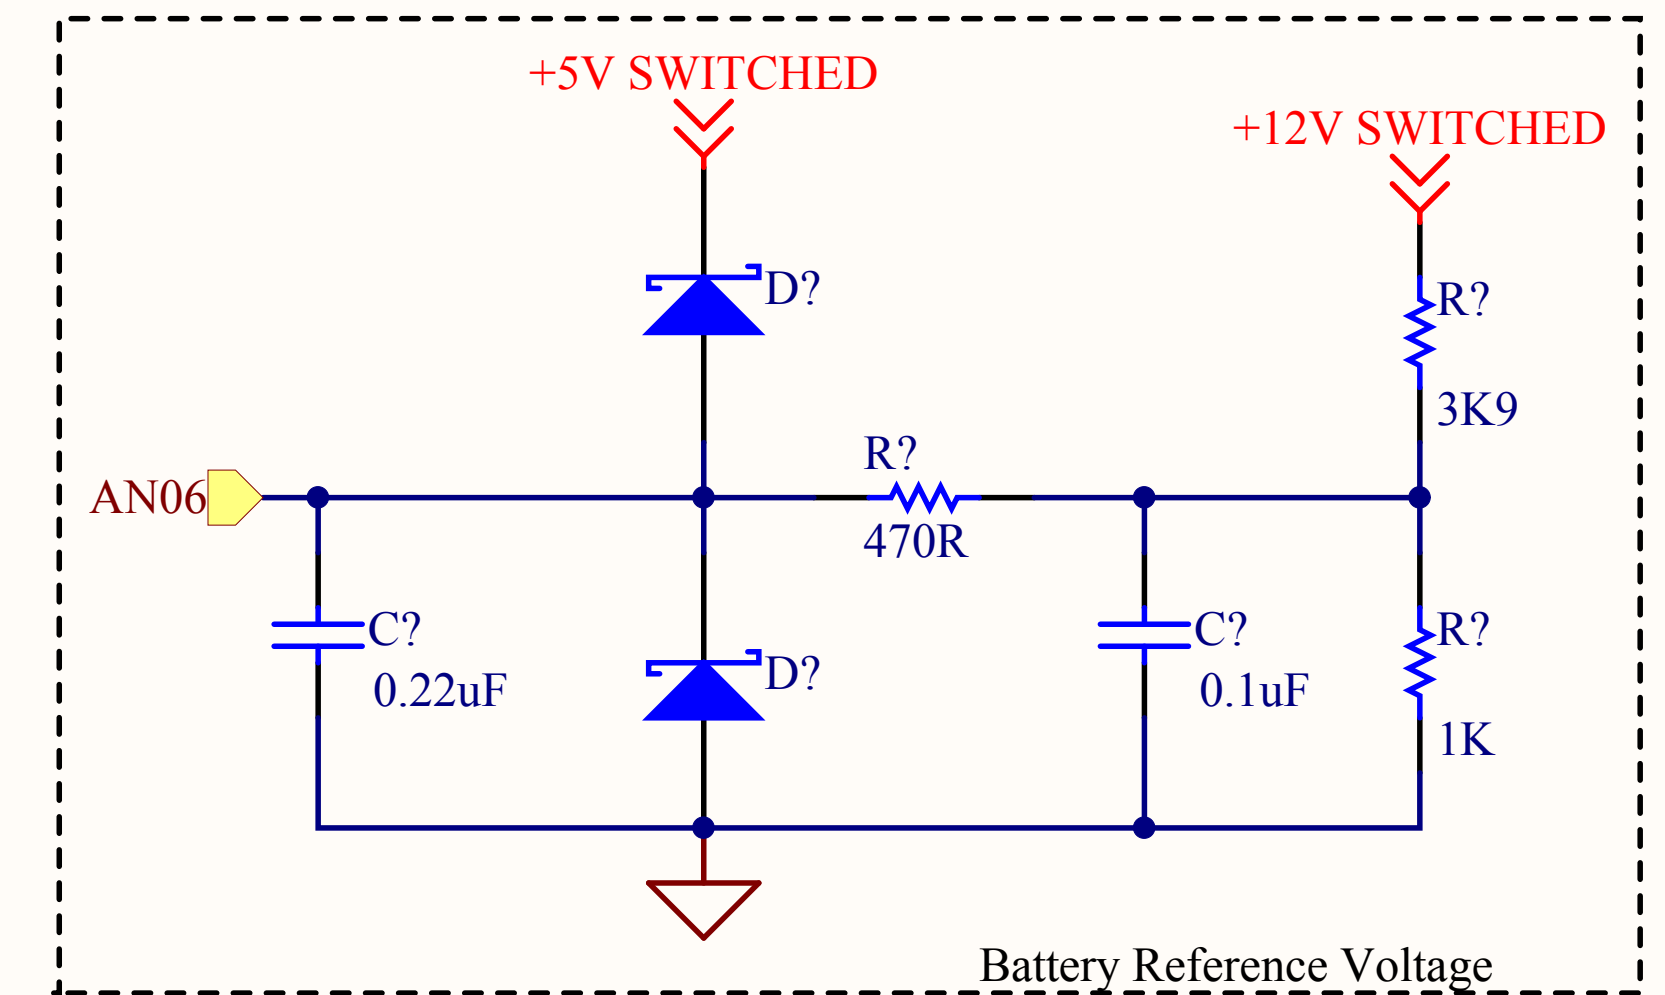 +5V SWITCHED
+12V SWITCHED
D?
R?
3K9
R?
AN06
470R
C?
0.22uF
D?
C?
0.1uF
R?
1K
Battery Reference Voltage